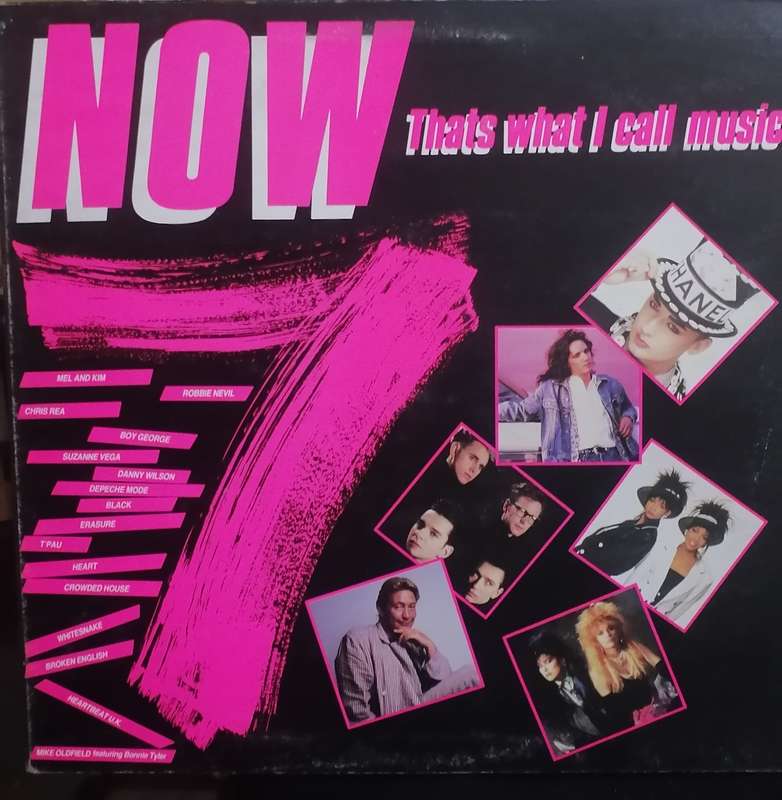 NOW
Thats what I call music
7
MEL AND KIM
ROBBIE NEVIL
CHRIS REA
BOY GEORGE
SUZANNE VEGA
DANNY WILSON
DEPECHE MODE
BLACK
ERASURE
T'PAU
HEART
CROWDED HOUSE
WHITESNAKE
BROKEN ENGLISH
HEARTBEAT U.K.
MIKE OLDFIELD featuring Bonnie Tyler
CHANEL